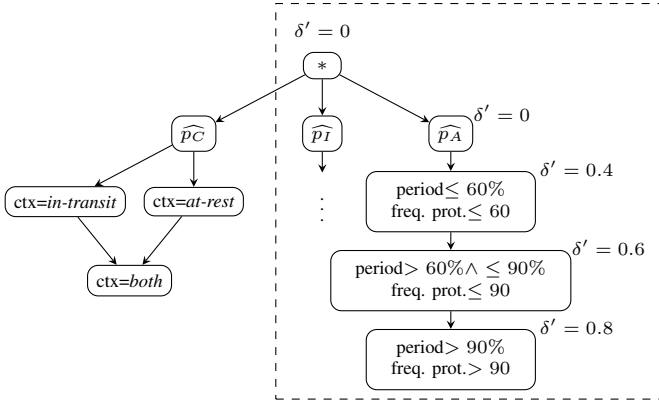 δ′ = 0
*
p̂_C
p̂_I
p̂_A
δ′ = 0
ctx=in-transit
ctx=at-rest
ctx=both
⋮
period≤ 60%
freq. prot.≤ 60
δ′ = 0.4
period> 60%∧ ≤ 90%
freq. prot.≤ 90
δ′ = 0.6
period> 90%
freq. prot.> 90
δ′ = 0.8